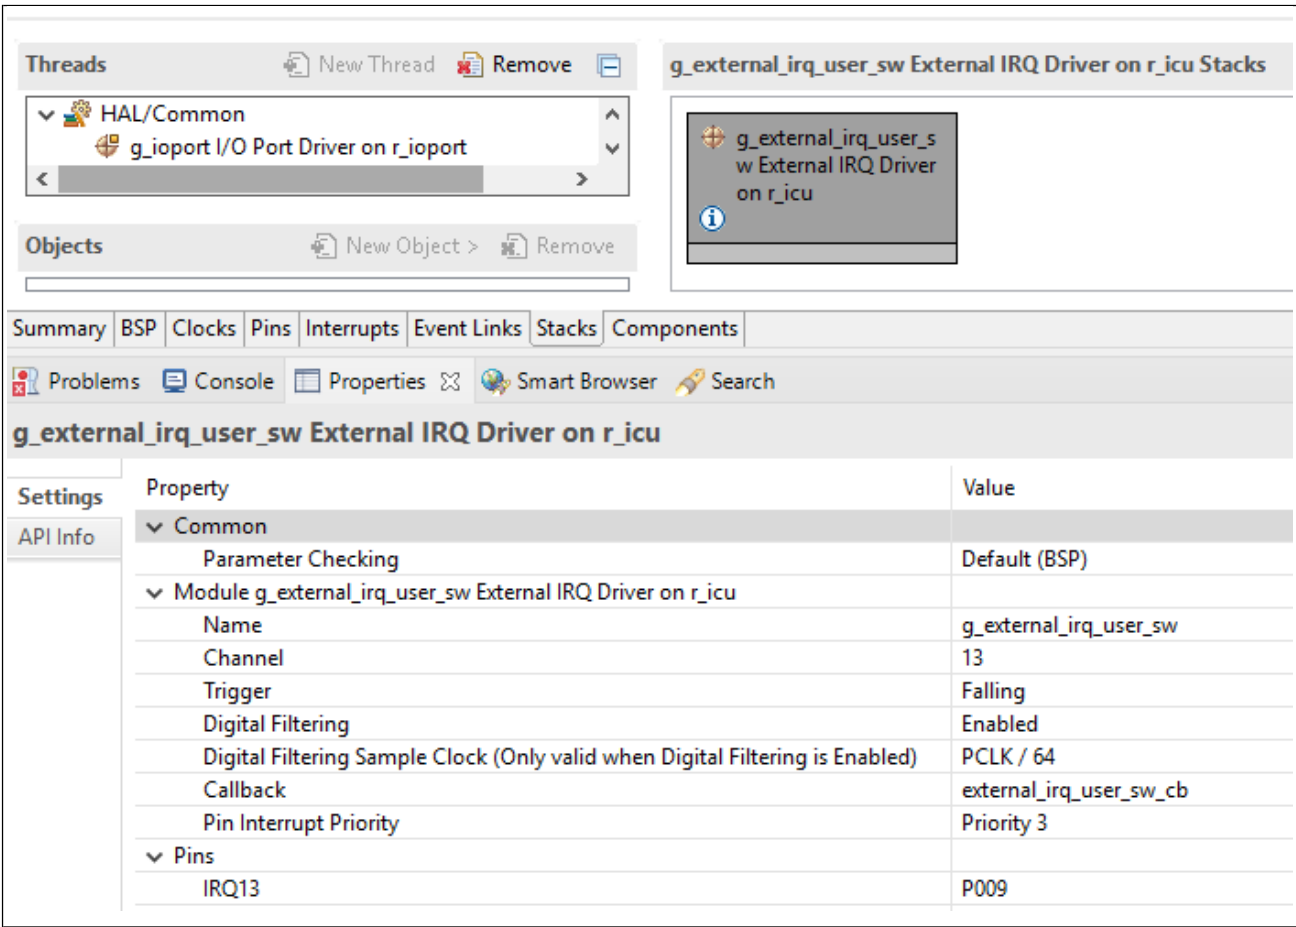 Threads
New Thread
Remove
HAL/Common
g_ioport I/O Port Driver on r_ioport
Objects
New Object >
Remove
g_external_irq_user_sw External IRQ Driver on r_icu Stacks
g_external_irq_user_s
w External IRQ Driver
on r_icu
Summary BSP Clocks Pins Interrupts Event Links Stacks Components
Problems Console Properties Smart Browser Search
g_external_irq_user_sw External IRQ Driver on r_icu
Settings
API Info
Property Value
Common
Parameter Checking Default (BSP)
Module g_external_irq_user_sw External IRQ Driver on r_icu
Name g_external_irq_user_sw
Channel 13
Trigger Falling
Digital Filtering Enabled
Digital Filtering Sample Clock (Only valid when Digital Filtering is Enabled) PCLK / 64
Callback external_irq_user_sw_cb
Pin Interrupt Priority Priority 3
Pins
IRQ13 P009